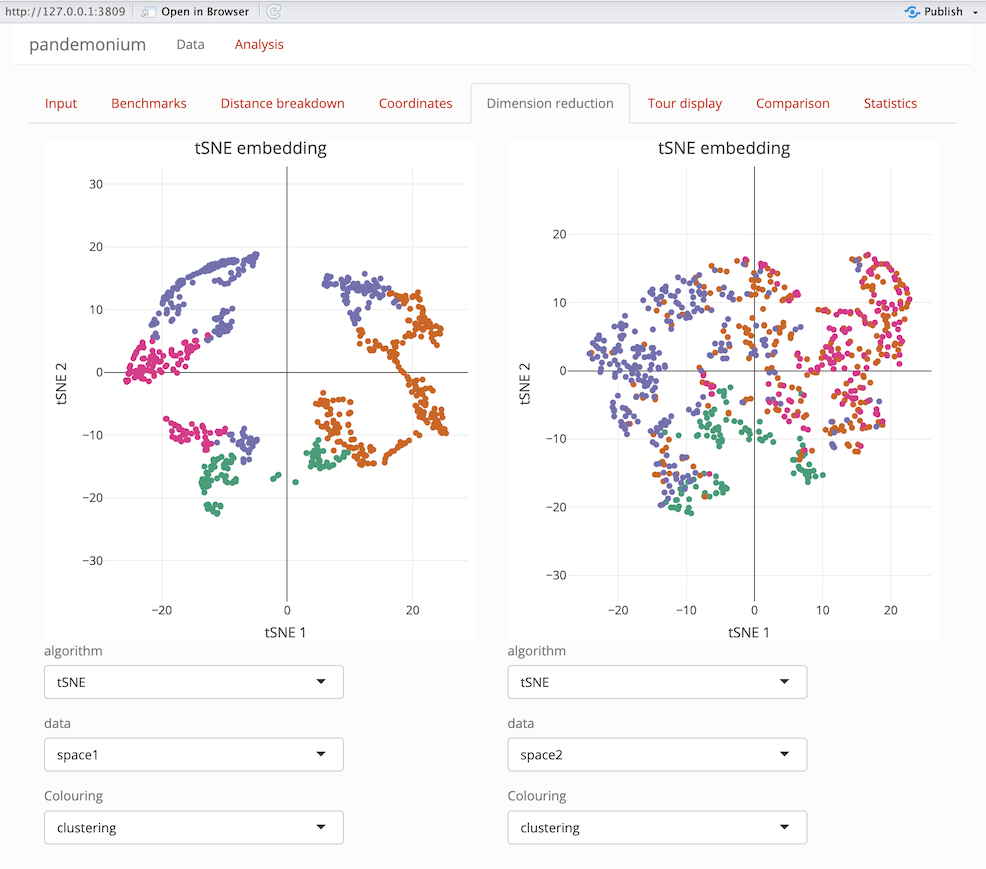 http://127.0.0.1:3809 Open in Browser Publish
pandemonium Data Analysis
Input Benchmarks Distance breakdown Coordinates Dimension reduction Tour display Comparison Statistics
tSNE embedding
30
20
10
0
−10
−20
−30
tSNE 2
−20 0 20
tSNE 1
algorithm
tSNE
data
space1
Colouring
clustering
tSNE embedding
20
10
0
−10
−20
−30
tSNE 2
−20 −10 0 10 20
tSNE 1
algorithm
tSNE
data
space2
Colouring
clustering